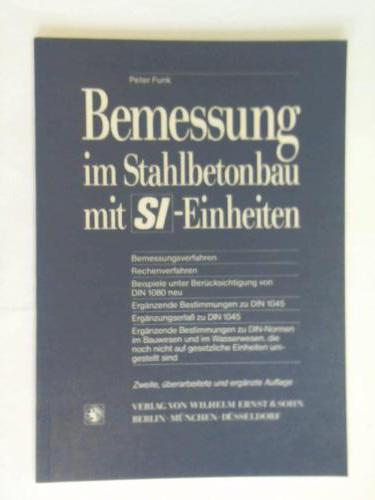 Peter Funk
Bemessung
im Stahlbetonbau
mit SI-Einheiten
Bemessungsverfahren
Rechenverfahren
Beispiele unter Berücksichtigung von
DIN 1080 neu
Ergänzende Bestimmungen zu DIN 1045
Ergänzungserlaß zu DIN 1045
Ergänzende Bestimmungen zu DIN-Normen
im Bauwesen und im Wasserwesen, die
noch nicht auf gesetzliche Einheiten um-
gestellt sind
Zweite, überarbeitete und ergänzte Auflage
VERLAG VON WILHELM ERNST & SOHN
BERLIN · MÜNCHEN · DÜSSELDORF